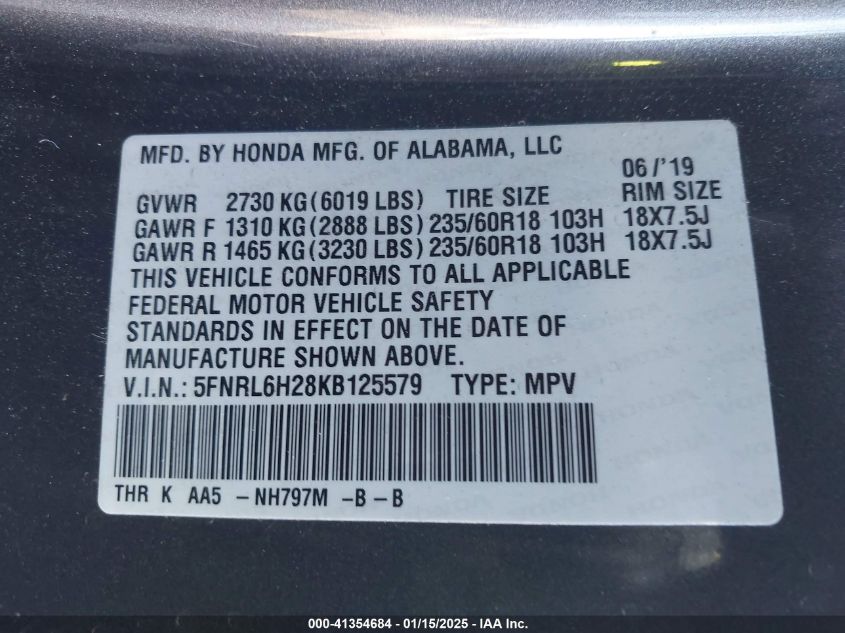 MFD. BY HONDA MFG. OF ALABAMA, LLC
06/'19
GVWR 2730 KG(6019 LBS) TIRE SIZE RIM SIZE
GAWR F 1310 KG(2888 LBS) 235/60R18 103H 18X7.5J
GAWR R 1465 KG(3230 LBS) 235/60R18 103H 18X7.5J
THIS VEHICLE CONFORMS TO ALL APPLICABLE
FEDERAL MOTOR VEHICLE SAFETY
STANDARDS IN EFFECT ON THE DATE OF
MANUFACTURE SHOWN ABOVE.
V.I.N.: 5FNRL6H28KB125579 TYPE: MPV
THR K AA5 -NH797M -B-B
000-41354684 - 01/15/2025 - IAA Inc.